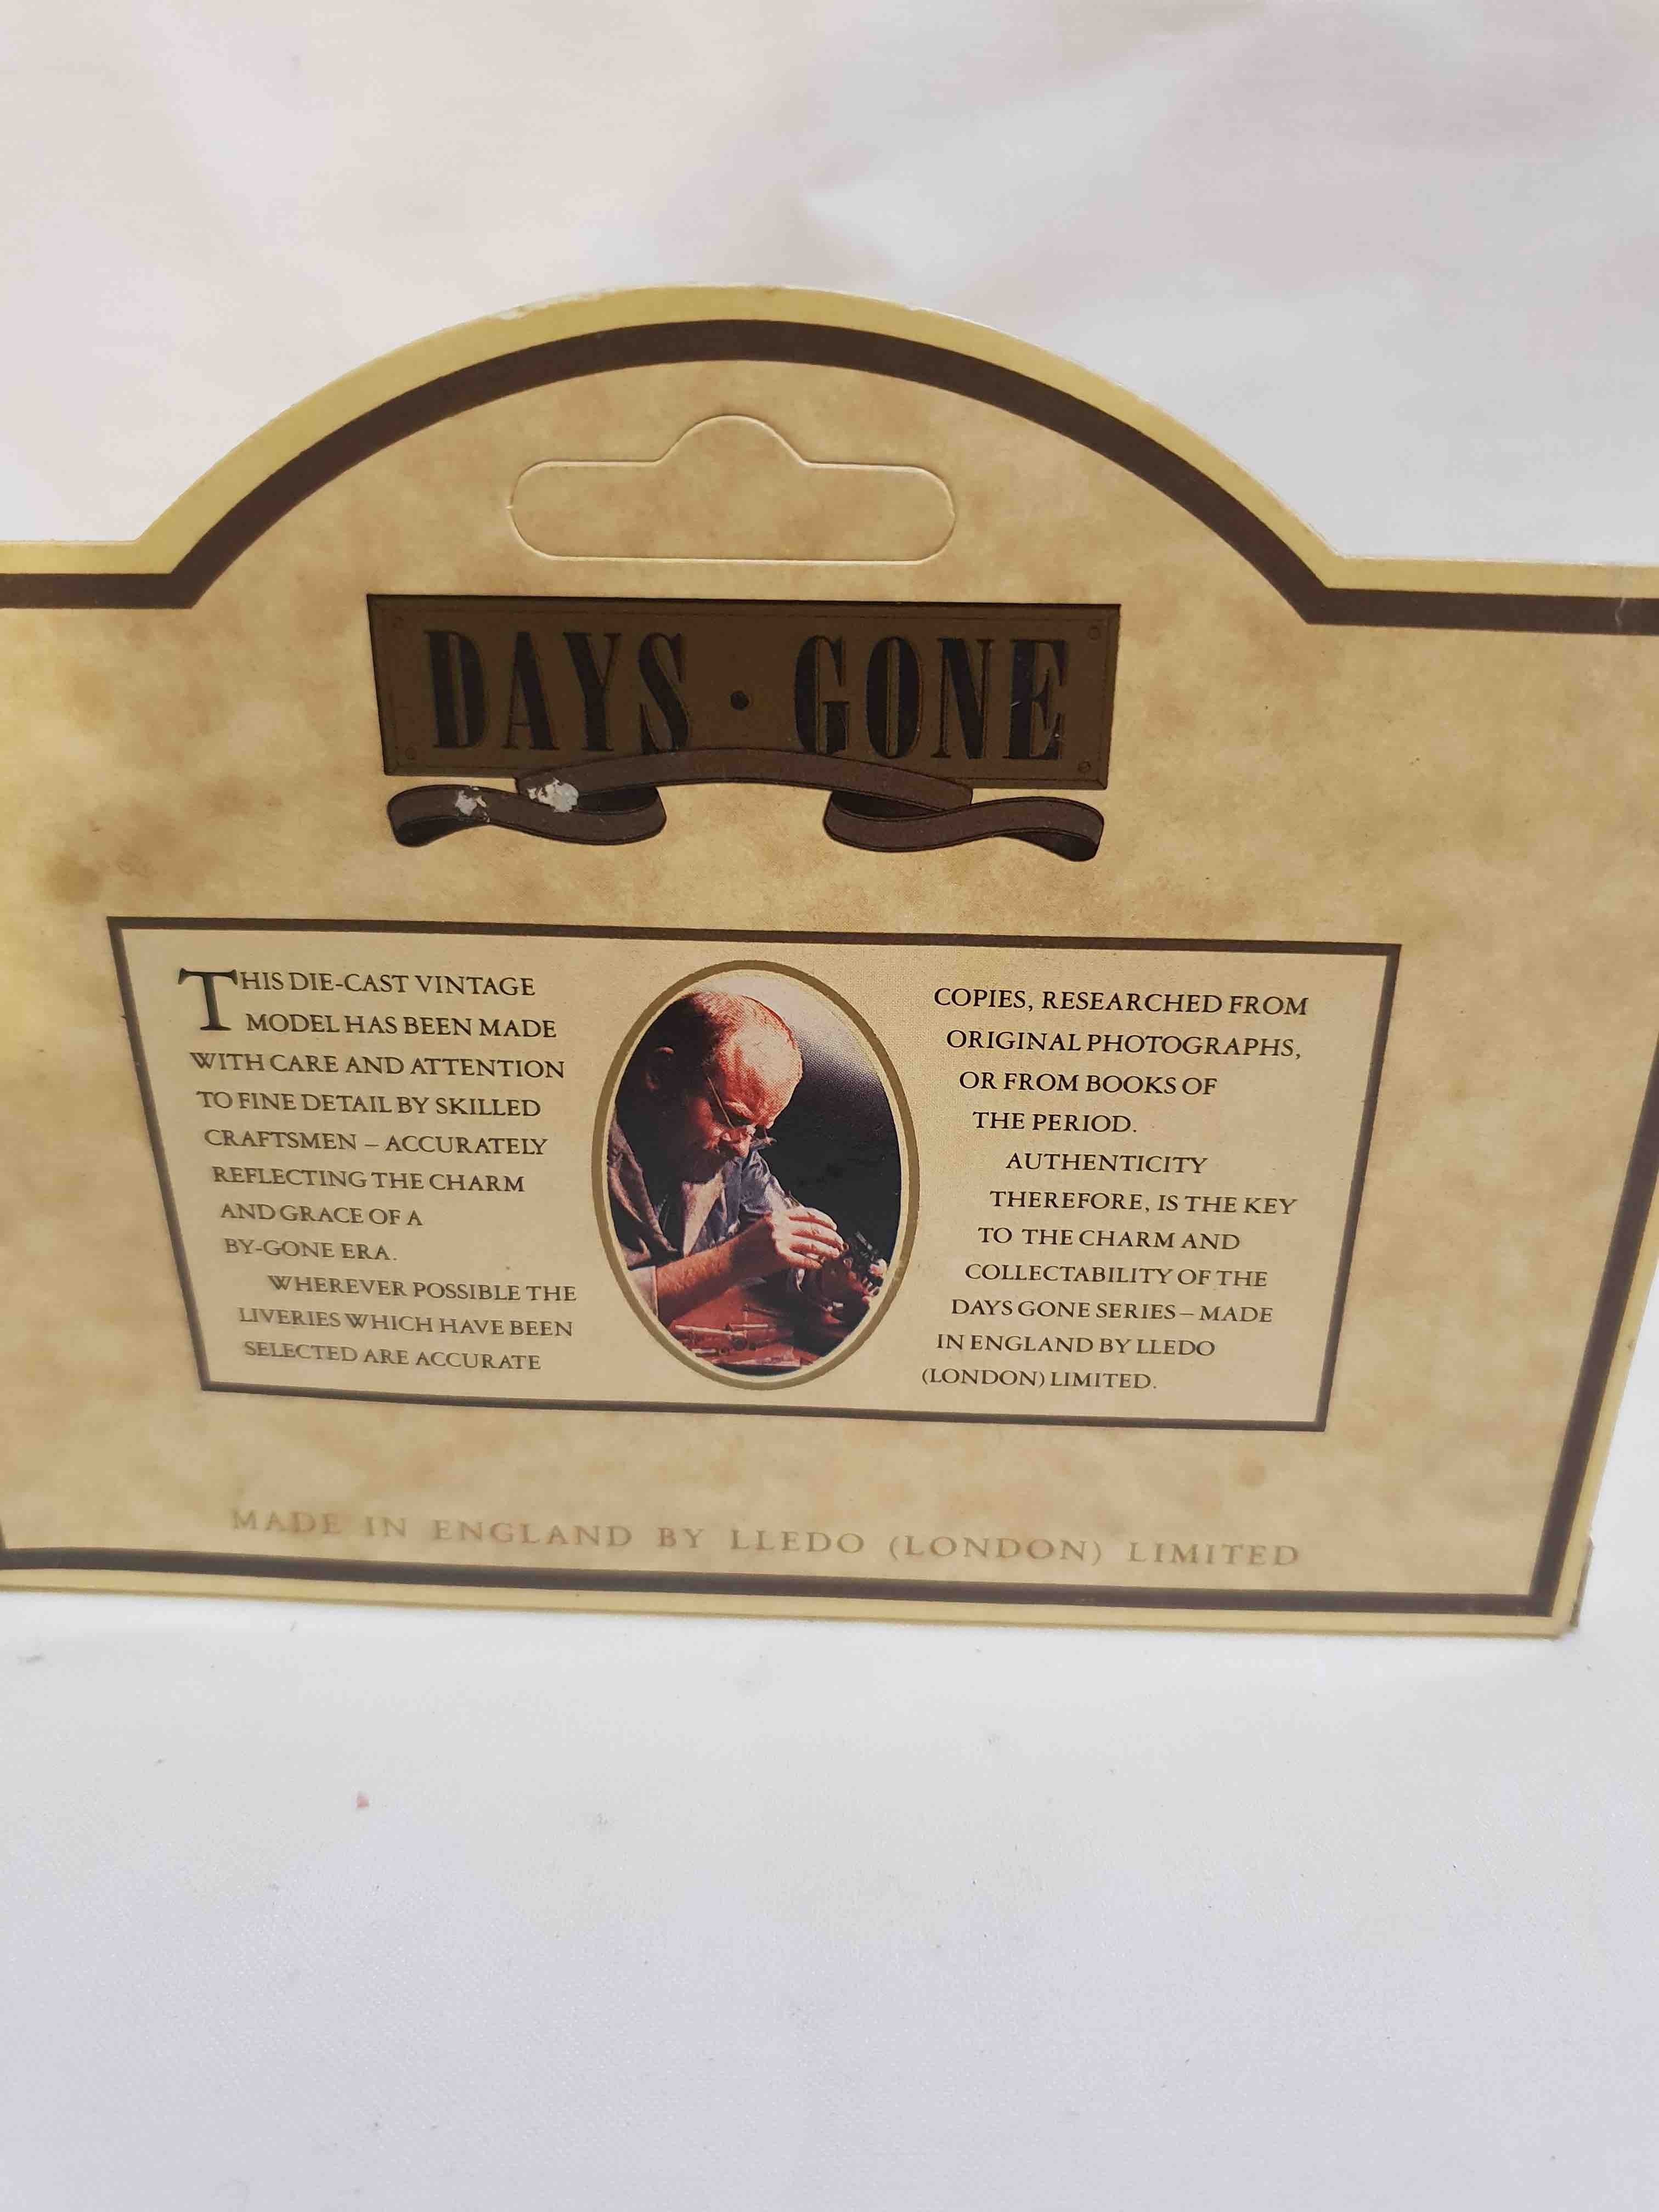 DAYS · GONE
THIS DIE-CAST VINTAGE
MODEL HAS BEEN MADE
WITH CARE AND ATTENTION
TO FINE DETAIL BY SKILLED
CRAFTSMEN – ACCURATELY
REFLECTING THE CHARM
AND GRACE OF A
BY-GONE ERA.
WHEREVER POSSIBLE THE
LIVERIES WHICH HAVE BEEN
SELECTED ARE ACCURATE
COPIES, RESEARCHED FROM
ORIGINAL PHOTOGRAPHS,
OR FROM BOOKS OF
THE PERIOD.
AUTHENTICITY
THEREFORE, IS THE KEY
TO THE CHARM AND
COLLECTABILITY OF THE
DAYS GONE SERIES – MADE
IN ENGLAND BY LLEDO
(LONDON) LIMITED.
MADE IN ENGLAND BY LLEDO (LONDON) LIMITED